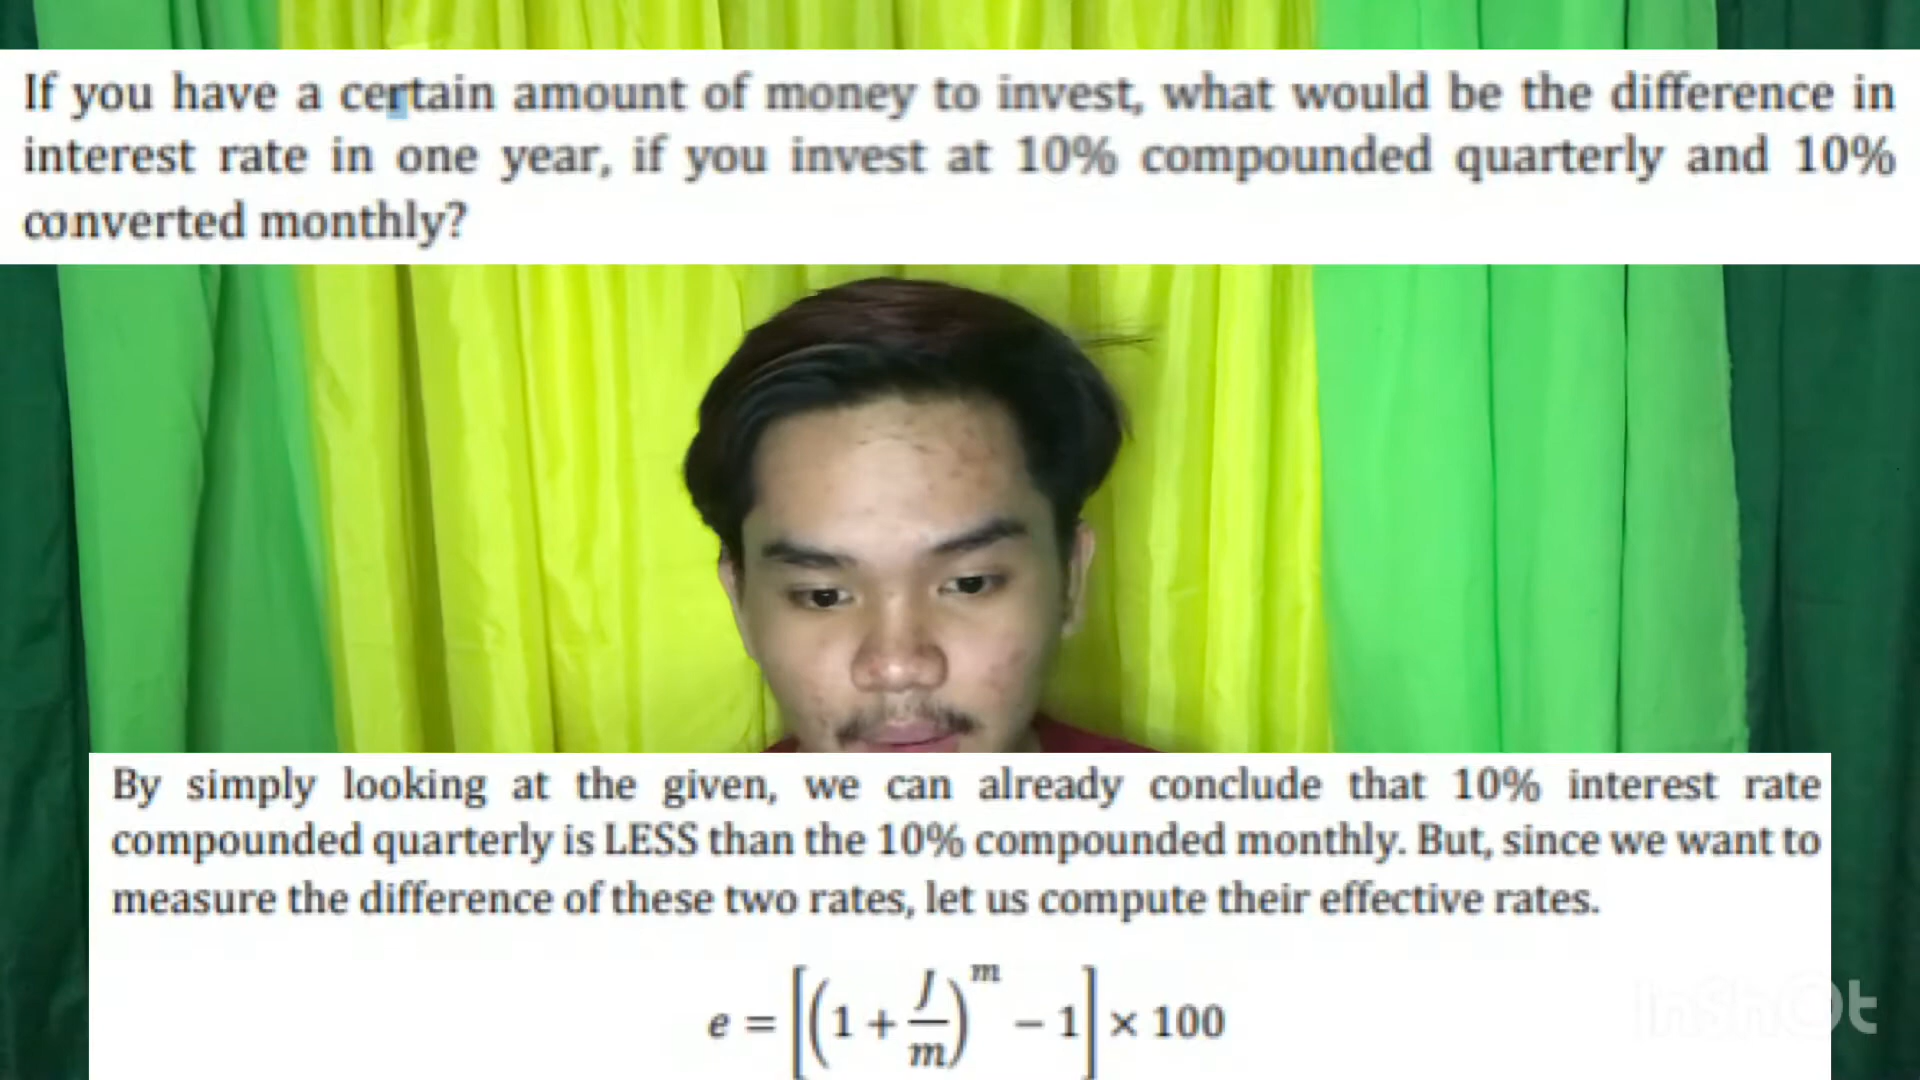 If you have a certain amount of money to invest, what would be the difference in
interest rate in one year, if you invest at 10% compounded quarterly and 10%
converted monthly?
By simply looking at the given, we can already conclude that 10% interest rate
compounded quarterly is LESS than the 10% compounded monthly. But, since we want to
measure the difference of these two rates, let us compute their effective rates.
e = [(1 + J/m)^m − 1] × 100
InShOt